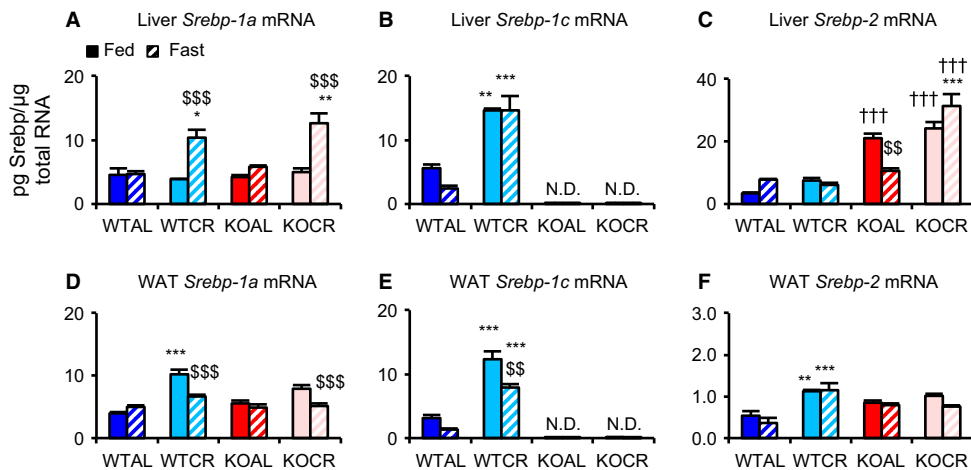 A Liver Srebp-1a mRNA
B Liver Srebp-1c mRNA
C Liver Srebp-2 mRNA
Fed Fast
pg Srebp/µg
total RNA
20
10
0
$$$
*
$$$
**
WTAL WTCR KOAL KOCR
20
10
0
**
***
N.D. N.D.
WTAL WTCR KOAL KOCR
40
20
0
†††
$$
†††
†††
***
WTAL WTCR KOAL KOCR
D WAT Srebp-1a mRNA
E WAT Srebp-1c mRNA
F WAT Srebp-2 mRNA
20
10
0
***
$$$
$$$
WTAL WTCR KOAL KOCR
20
10
0
***
***
$$
N.D. N.D.
WTAL WTCR KOAL KOCR
3.0
2.0
1.0
0.0
**
***
WTAL WTCR KOAL KOCR